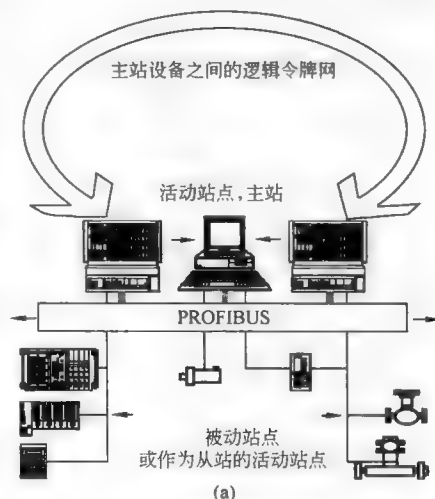 主站设备之间的逻辑令牌网
活动站点,主站
PROFIBUS
被动站点
或作为从站的活动站点
(a)